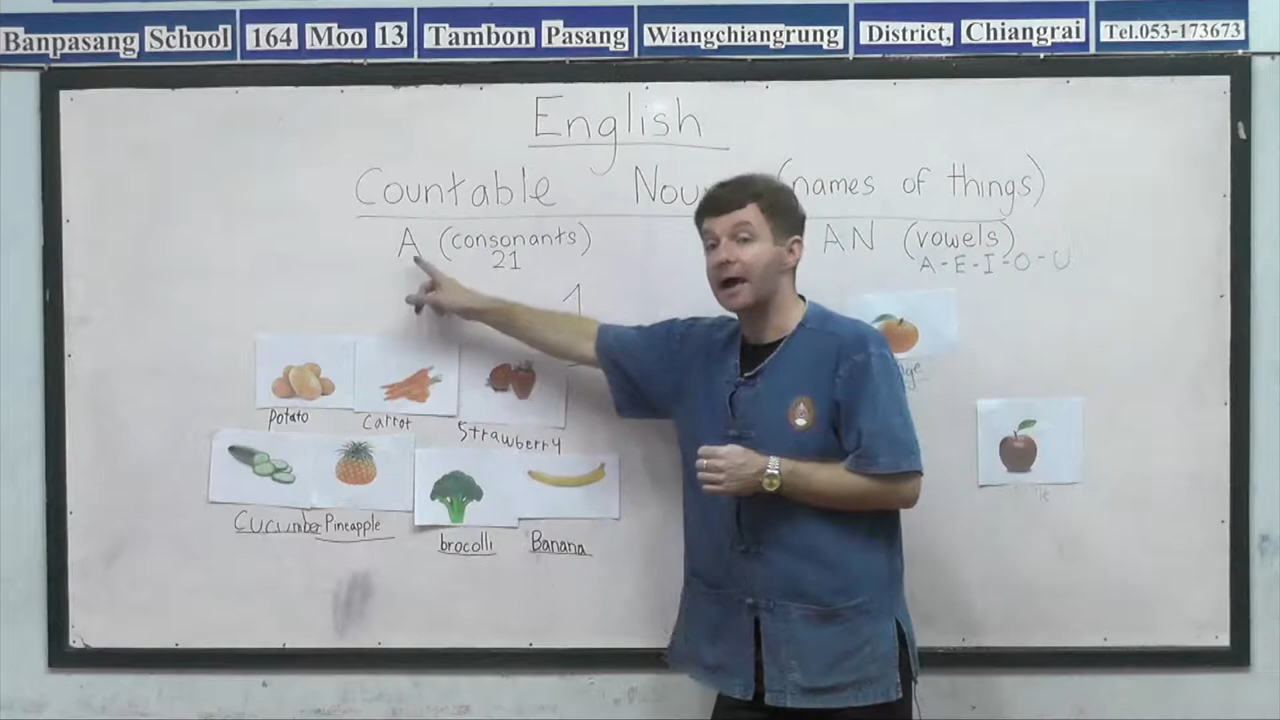 Banpasang School 164 Moo 13 Tambon Pasang Wiangchiangrung District, Chiangrai Tel.053-173673
English
Countable Nou (names of things)
A (consonants) AN (vowels)
21 A-E-I-O-U
1
Potato Carrot Strawberry
Cucumber Pineapple brocolli Banana